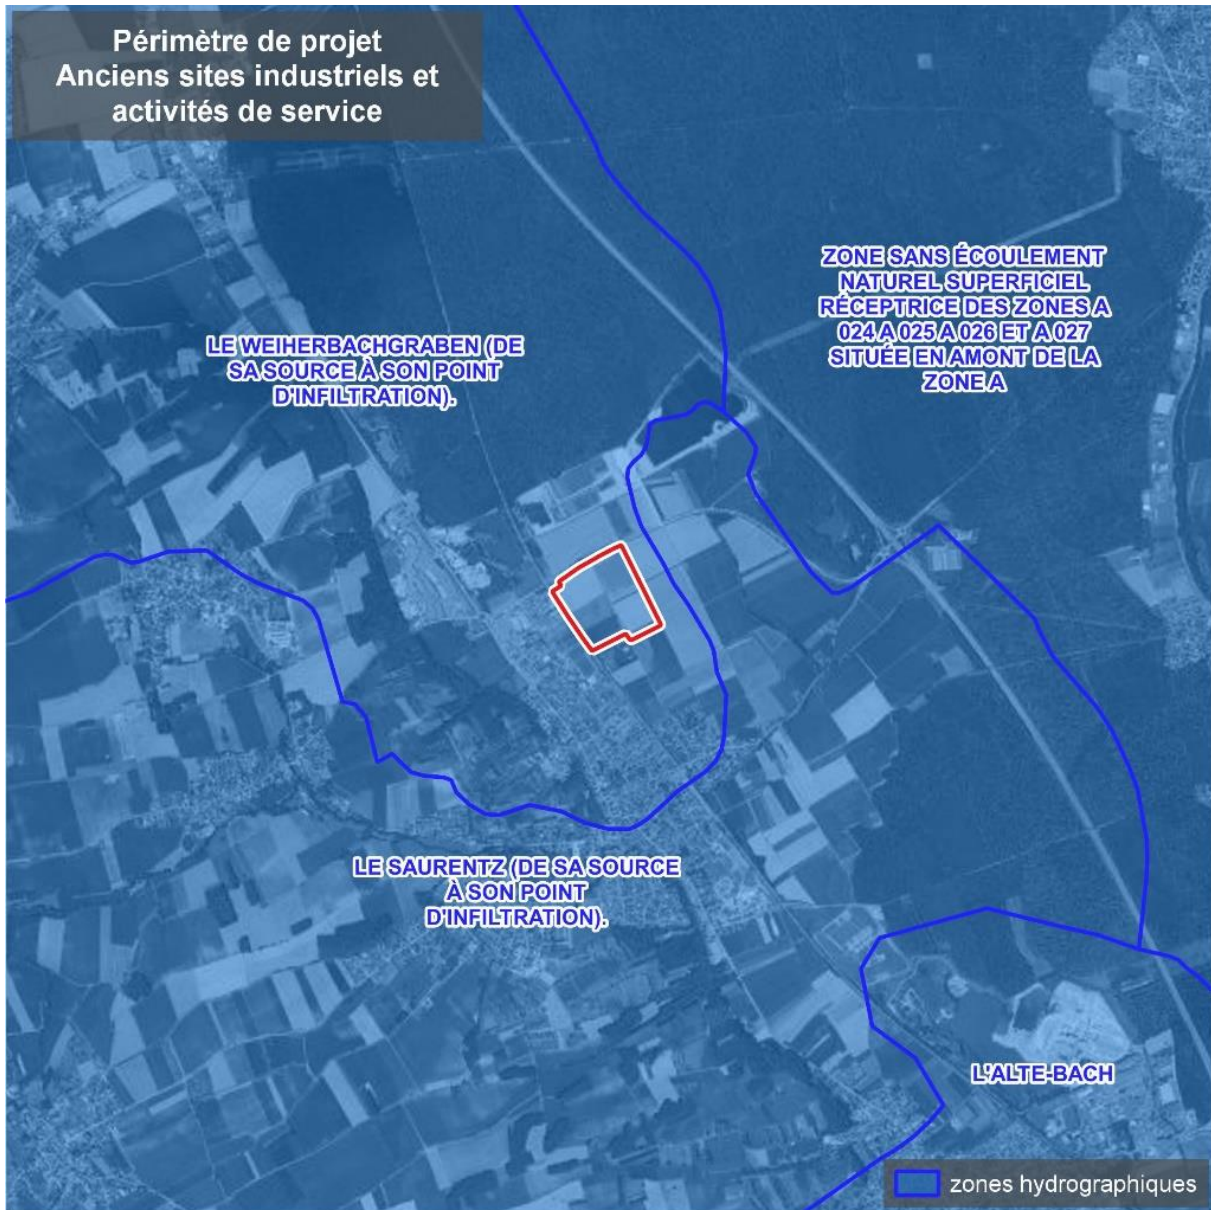 Périmètre de projet
Anciens sites industriels et
activités de service
ZONE SANS ÉCOULEMENT
NATUREL SUPERFICIEL
RÉCEPTRICE DES ZONES A
024 A 025 A 026 ET A 027
SITUÉE EN AMONT DE LA
ZONE A
LE WEIHERBACHGRABEN (DE
SA SOURCE À SON POINT
D'INFILTRATION).
LE SAURENTZ (DE SA SOURCE
À SON POINT
D'INFILTRATION).
L'ALTE-BACH
zones hydrographiques